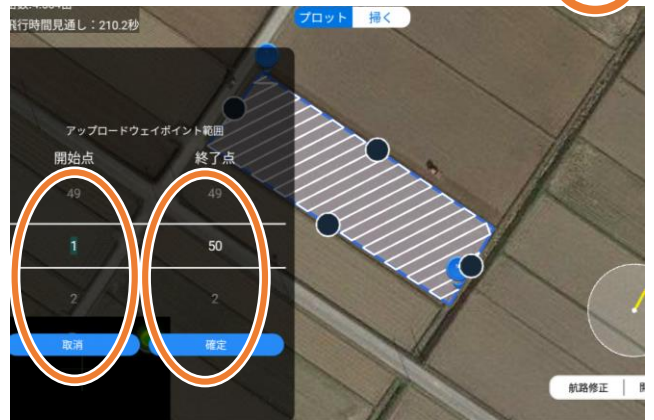 飛行時間見通し：210.2秒
プロット 掃く
アップロードウェイポイント範囲
開始点 終了点
49 49
1 50
2 2
取消 確定
航路修正